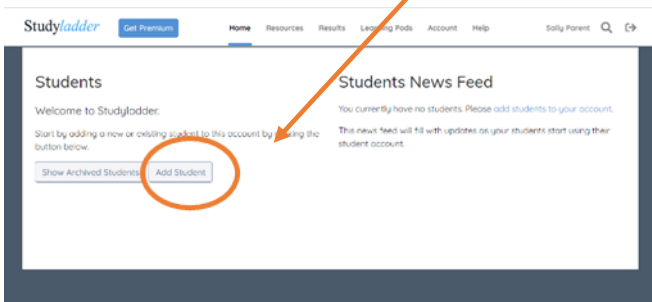 Studyladder Get Premium Home Resources Results Learning Pods Account Help Sally Parent
Students
Welcome to Studyladder.
Start by adding a new or existing student to this account by clicking the
button below.
Show Archived Students Add Student
Students News Feed
You currently have no students. Please add students to your account.
This news feed will fill with updates as your students start using their
student account.